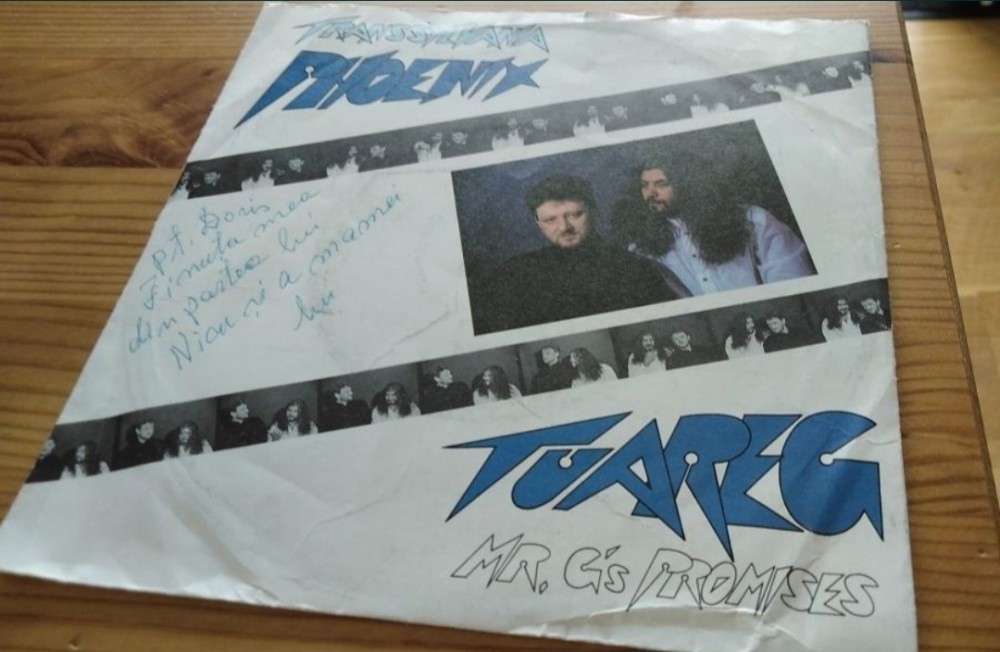 TRANSSYLVANIA
PHOENIX
Pt. Doris
Finuța mea
din partea lui
Nicu și a mamei
lui
TUAREG
MR. G's PROMISES